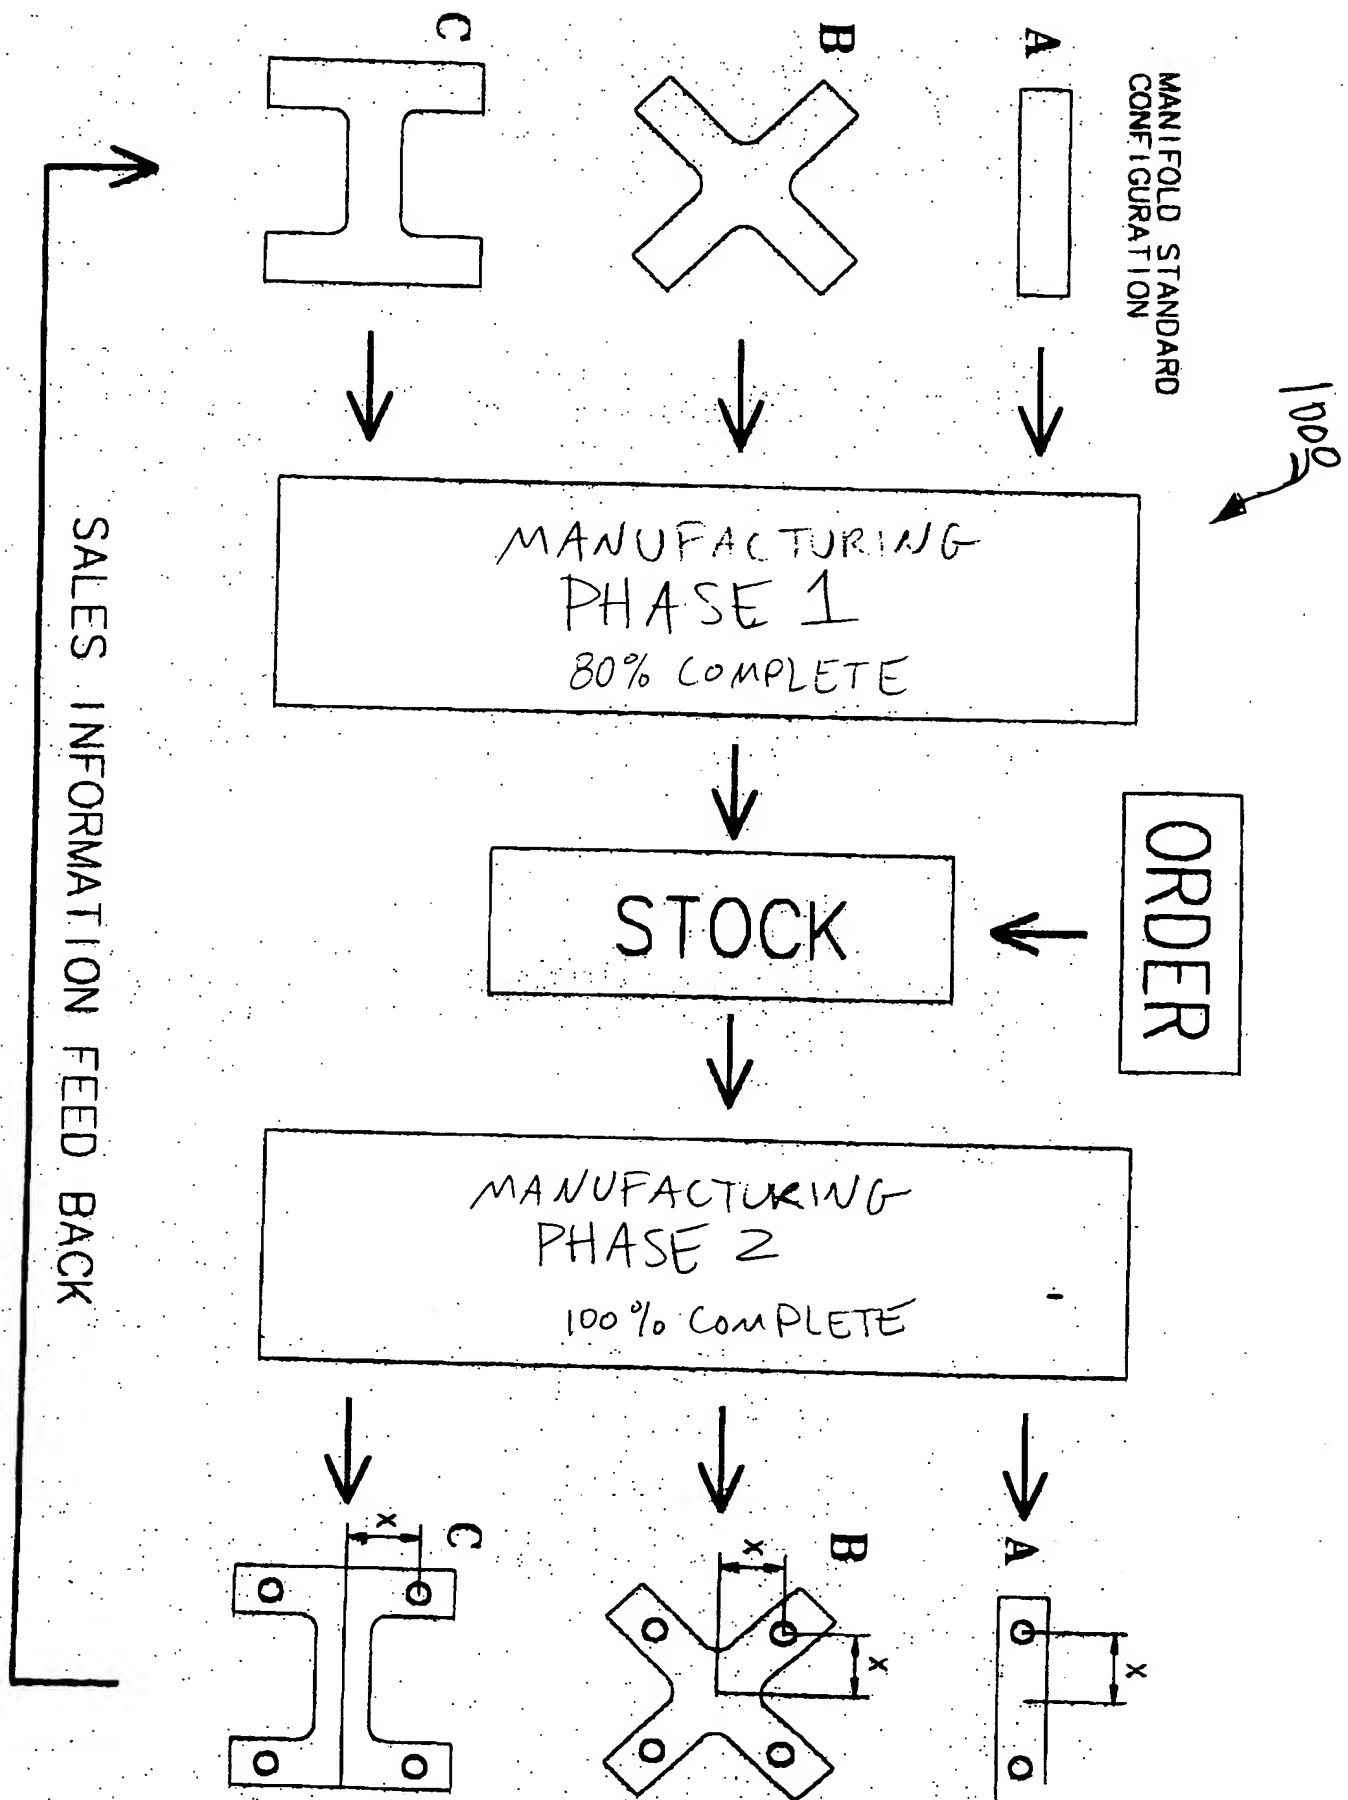 1000
MANIFOLD STANDARD
CONFIGURATION
A
B
C
MANUFACTURING
PHASE 1
80% COMPLETE
ORDER
STOCK
MANUFACTURING
PHASE 2
100% COMPLETE
A
X
B
X
X
C
X
SALES INFORMATION FEED BACK